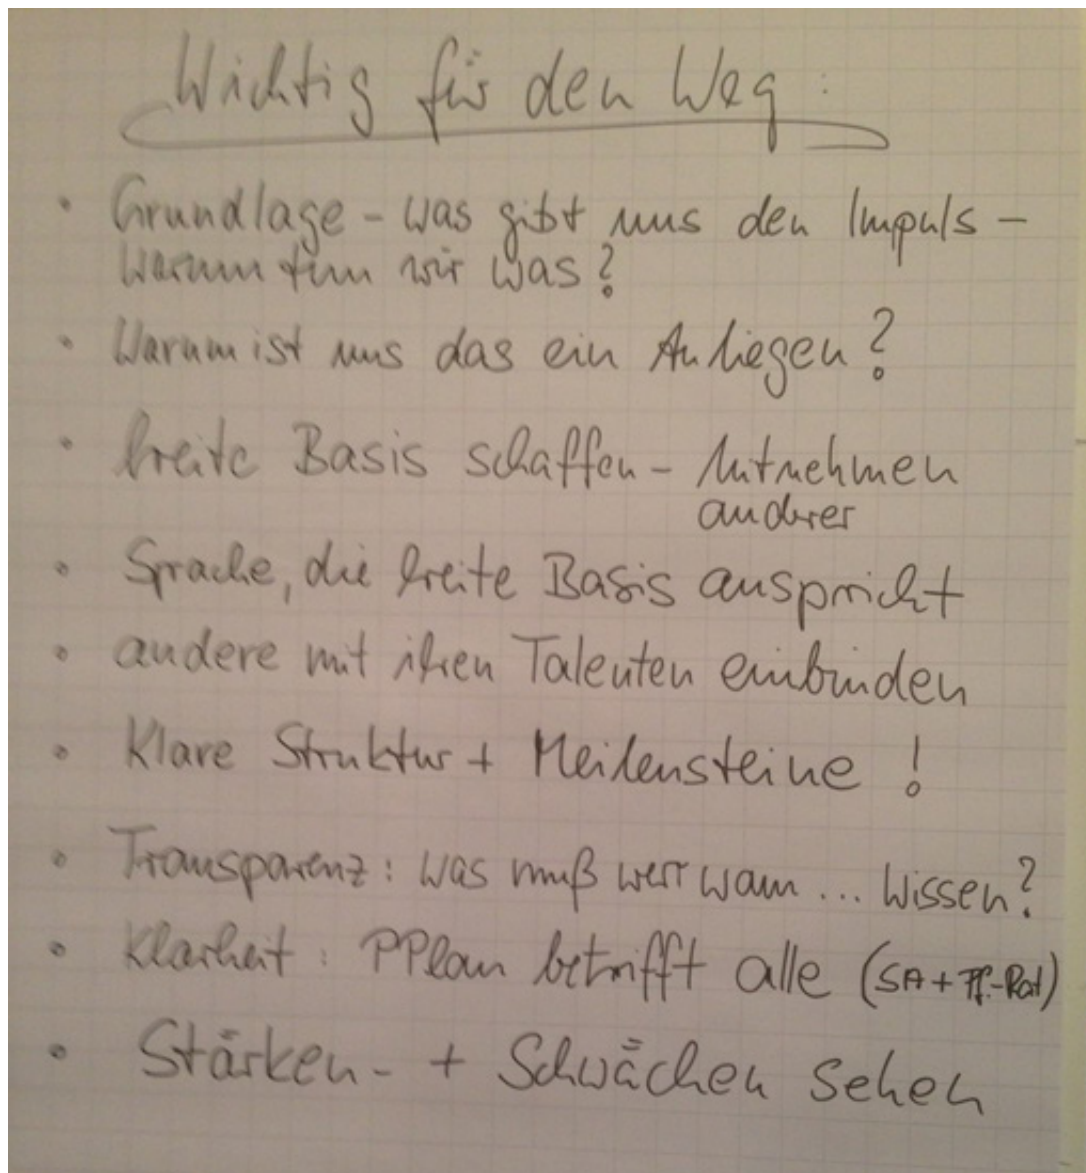 Wichtig für den Weg:
• Grundlage - was gibt uns den Impuls -
warum tun wir was?
• Warum ist uns das ein Anliegen?
• breite Basis schaffen - Mitnehmen
anderer
• Sprache, die breite Basis anspricht
• andere mit ihren Talenten einbinden
• Klare Struktur + Meilensteine!
• Transparenz: was muß wer wann ... wissen?
• Klarheit: PPlan betrifft alle (SA + Pf.-Rat)
• Stärken- + Schwächen sehen